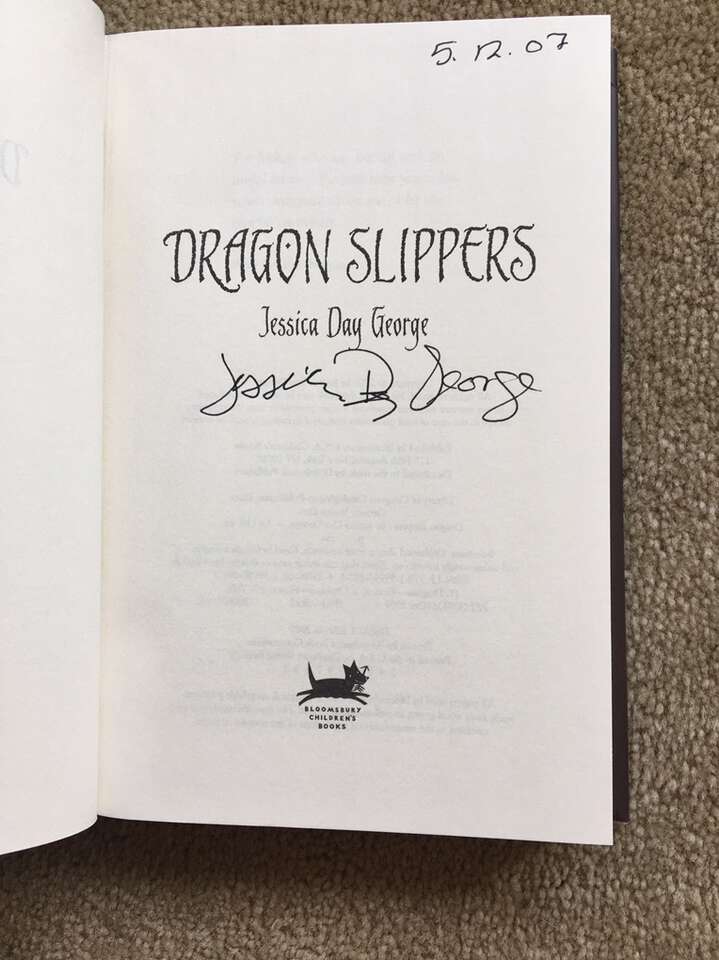 5.12.07
DRAGON SLIPPERS
Jessica Day George
Jessica Day George
BLOOMSBURY
CHILDREN'S
BOOKS